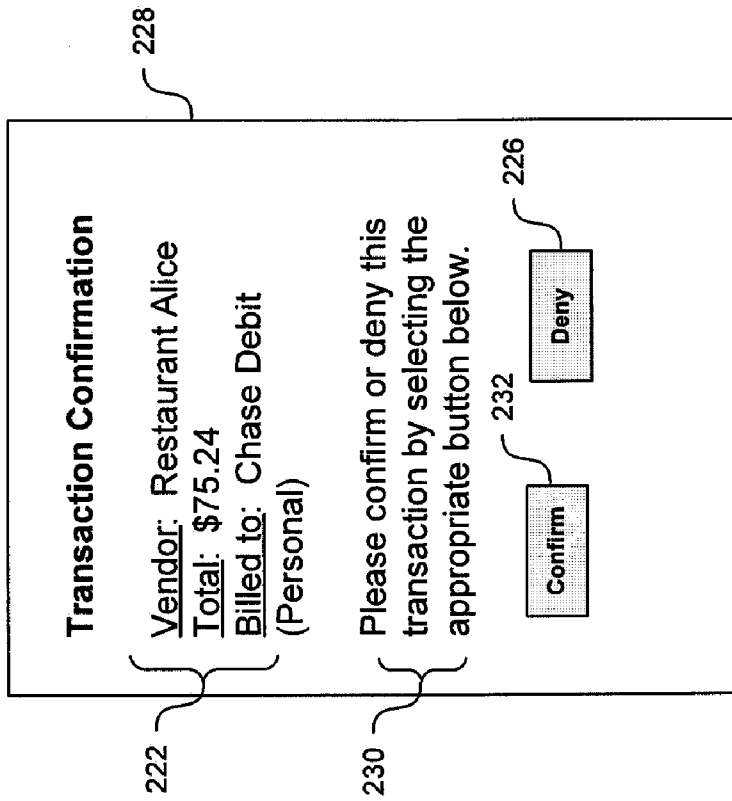 Transaction Confirmation
228
222
Vendor: Restaurant Alice
Total: $75.24
Billed to: Chase Debit
(Personal)
230
Please confirm or deny this
transaction by selecting the
appropriate button below.
232
226
Confirm
Deny